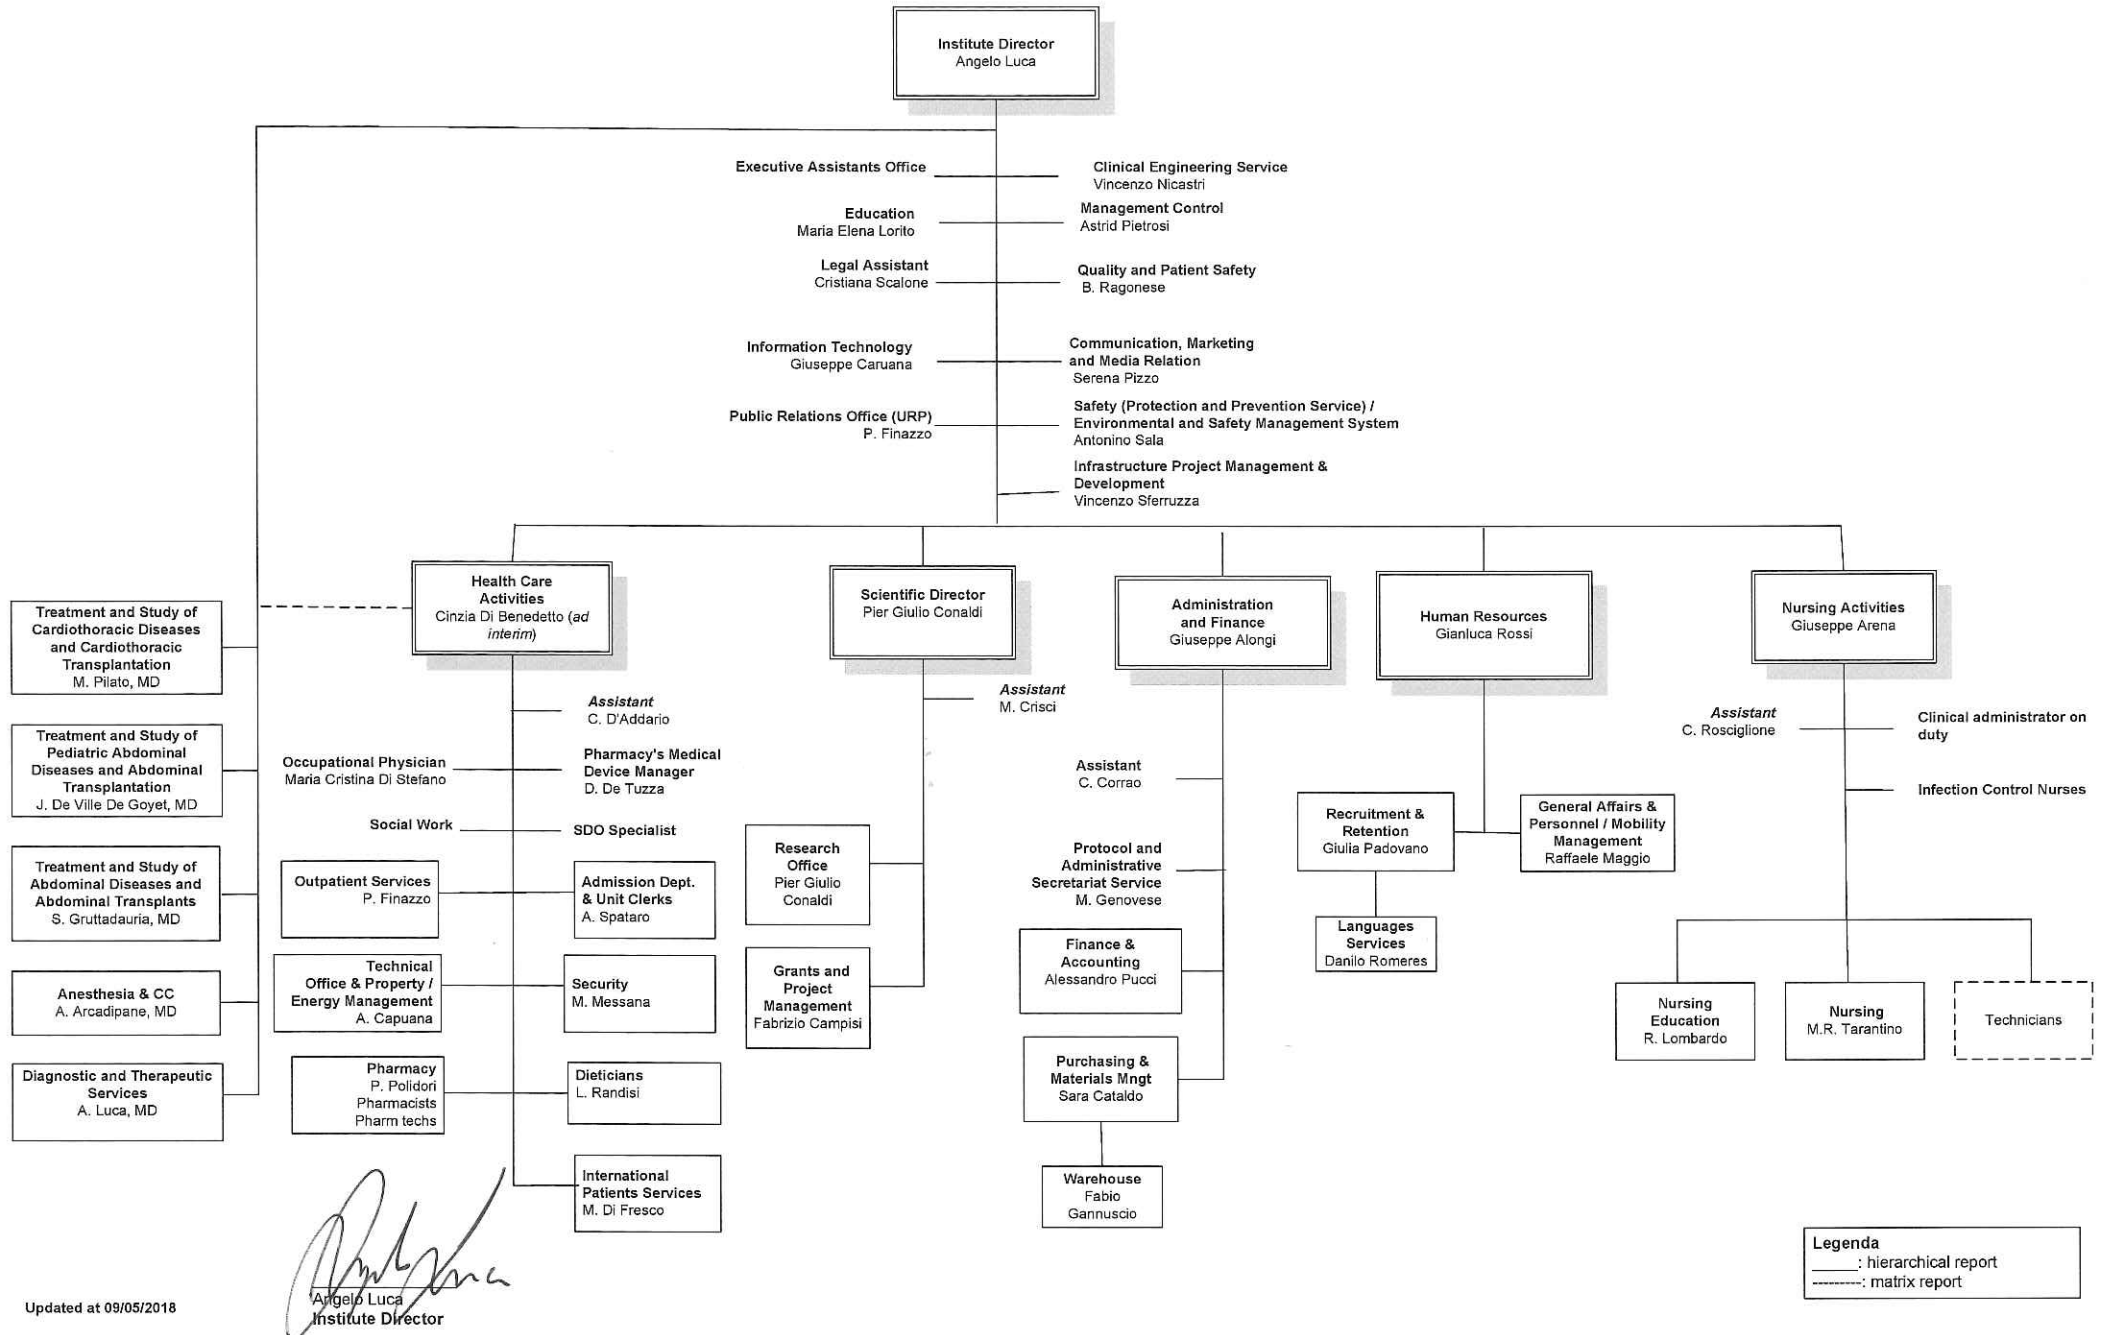 Institute Director
Angelo Luca
Executive Assistants Office
Clinical Engineering Service
Vincenzo Nicastri
Education
Maria Elena Lorito
Management Control
Astrid Pietrosi
Legal Assistant
Cristiana Scalone
Quality and Patient Safety
B. Ragonese
Information Technology
Giuseppe Caruana
Communication, Marketing
and Media Relation
Serena Pizzo
Public Relations Office (URP)
P. Finazzo
Safety (Protection and Prevention Service) /
Environmental and Safety Management System
Antonino Sala
Infrastructure Project Management &
Development
Vincenzo Sferruzza
Treatment and Study of
Cardiothoracic Diseases
and Cardiothoracic
Transplantation
M. Pilato, MD
Treatment and Study of
Pediatric Abdominal
Diseases and Abdominal
Transplantation
J. De Ville De Goyet, MD
Treatment and Study of
Abdominal Diseases and
Abdominal Transplants
S. Gruttadauria, MD
Anesthesia & CC
A. Arcadipane, MD
Diagnostic and Therapeutic
Services
A. Luca, MD
Health Care
Activities
Cinzia Di Benedetto (ad
interim)
Assistant
C. D'Addario
Occupational Physician
Maria Cristina Di Stefano
Pharmacy's Medical
Device Manager
D. De Tuzza
Social Work
SDO Specialist
Outpatient Services
P. Finazzo
Admission Dept.
& Unit Clerks
A. Spataro
Technical
Office & Property /
Energy Management
A. Capuana
Security
M. Messana
Pharmacy
P. Polidori
Pharmacists
Pharm techs
Dieticians
L. Randisi
International
Patients Services
M. Di Fresco
Scientific Director
Pier Giulio Conaldi
Assistant
M. Crisci
Research
Office
Pier Giulio
Conaldi
Grants and
Project
Management
Fabrizio Campisi
Administration
and Finance
Giuseppe Alongi
Assistant
C. Corrao
Protocol and
Administrative
Secretariat Service
M. Genovese
Finance &
Accounting
Alessandro Pucci
Purchasing &
Materials Mngt
Sara Cataldo
Warehouse
Fabio
Gannuscio
Human Resources
Gianluca Rossi
Recruitment &
Retention
Giulia Padovano
General Affairs &
Personnel / Mobility
Management
Raffaele Maggio
Languages
Services
Danilo Romeres
Nursing Activities
Giuseppe Arena
Assistant
C. Rosciglione
Clinical administrator on
duty
Infection Control Nurses
Nursing
Education
R. Lombardo
Nursing
M.R. Tarantino
Technicians
Legenda
______: hierarchical report
----------: matrix report
Updated at 09/05/2018
Angelo Luca
Angelo Luca
Institute Director